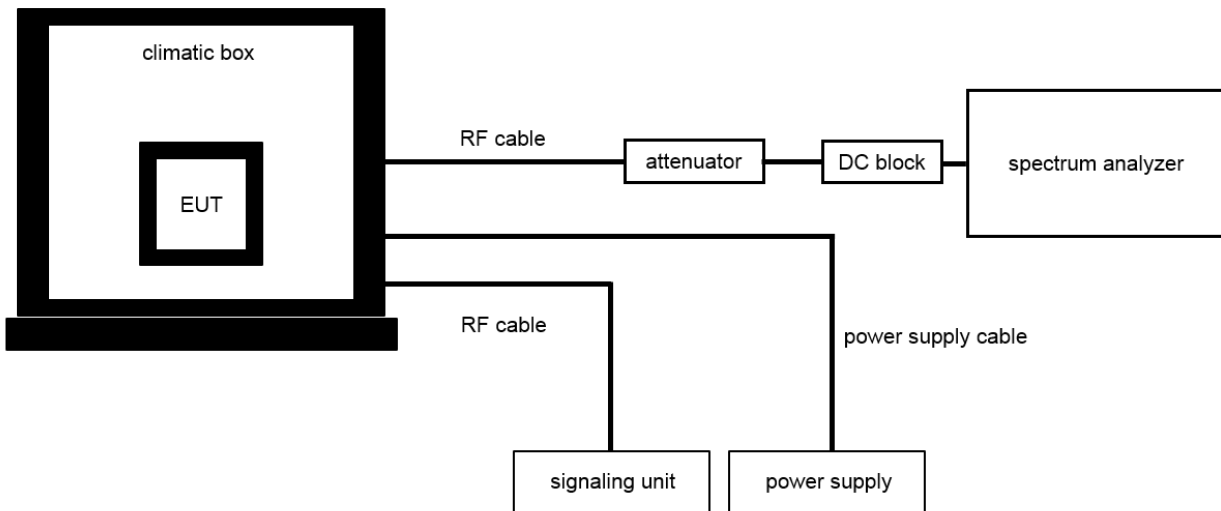 climatic box
RF cable
attenuator
DC block
spectrum analyzer
EUT
RF cable
power supply cable
signaling unit
power supply